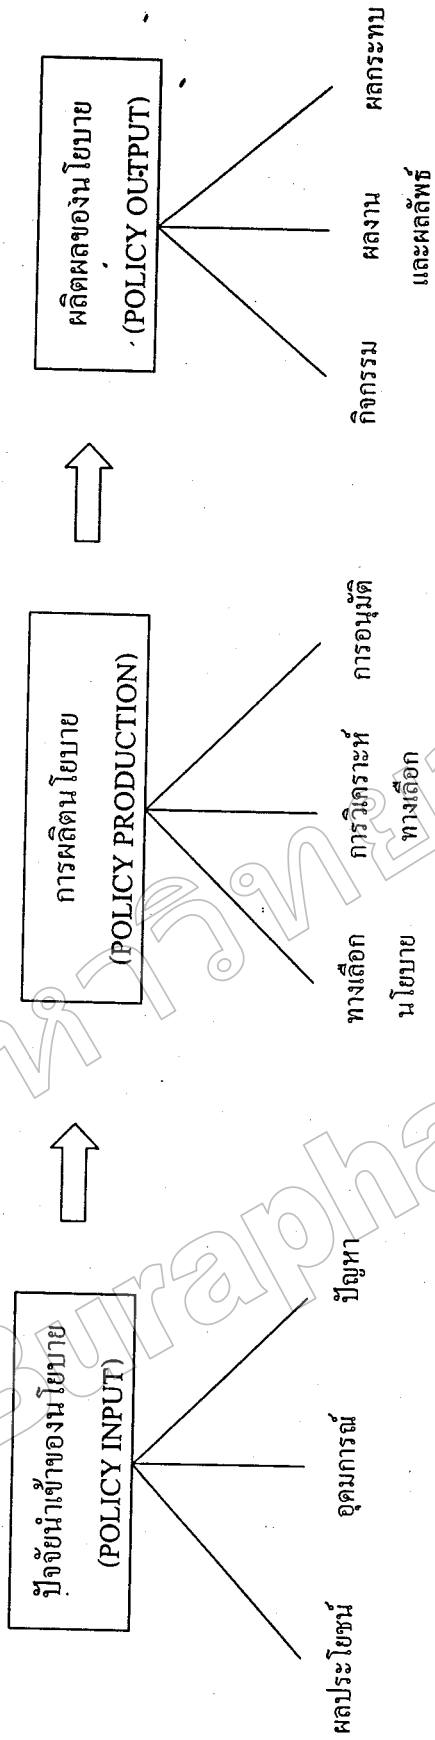 ปัจจัยนำเข้าของนโยบาย
(POLICY INPUT)
ผลประโยชน์
อุดมการณ์
ปัญหา
การผลิตนโยบาย
(POLICY PRODUCTION)
ทางเลือก
นโยบาย
การวิเคราะห์
ทางเลือก
การอนุมัติ
ผลิตผลของนโยบาย
(POLICY OUTPUT)
กิจกรรม
ผลงาน
และผลลัพธ์
ผลกระทบ
Burapha